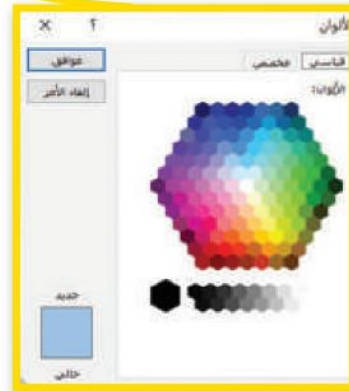 ألوان
؟ ×
قياسي مخصص
موافق
الألوان:
إلغاء الأمر
جديد
حالي